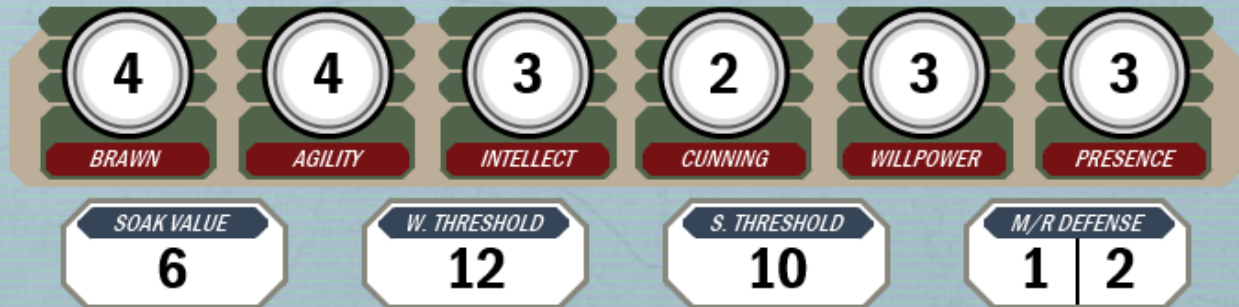 4 4 3 2 3 3
BRAWN AGILITY INTELLECT CUNNING WILLPOWER PRESENCE
SOAK VALUE W. THRESHOLD S. THRESHOLD M/R DEFENSE
6 12 10 1 2